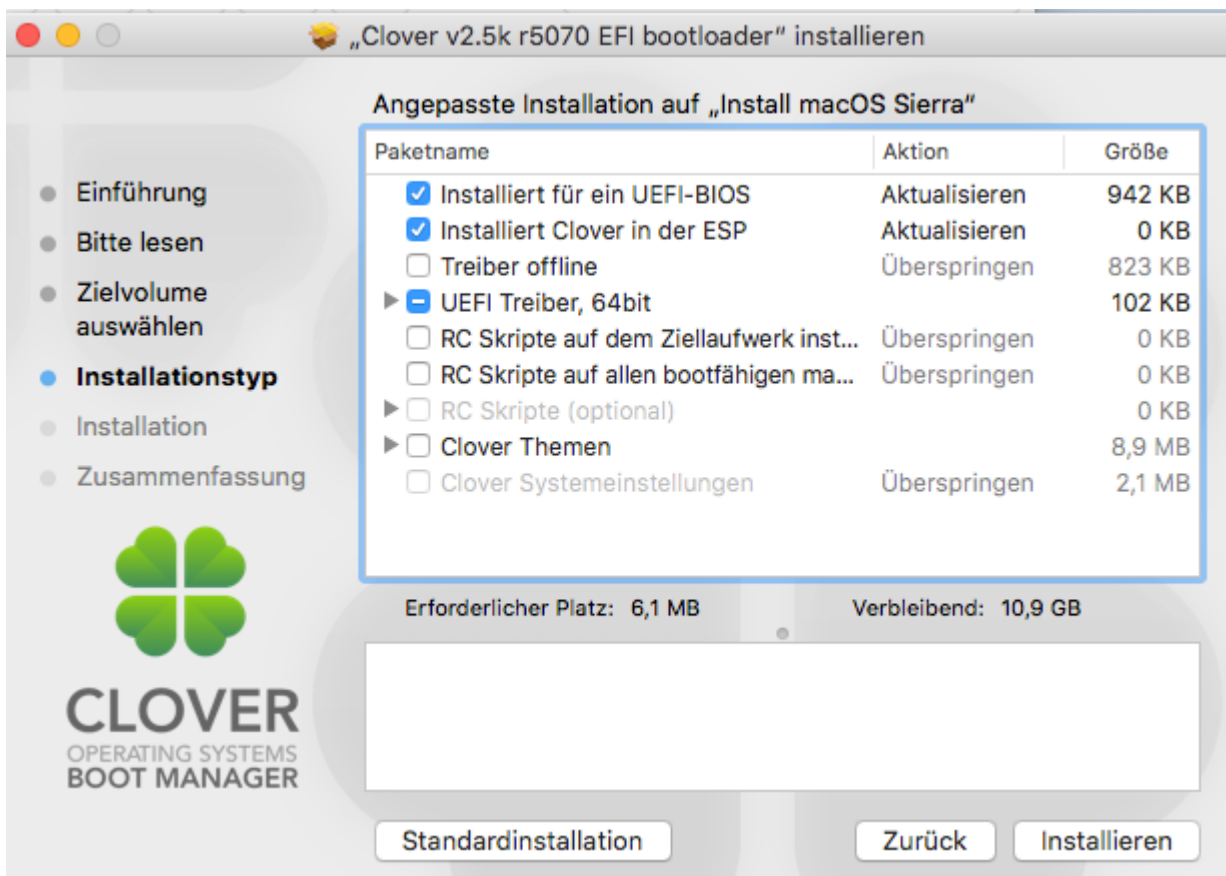 „Clover v2.5k r5070 EFI bootloader“ installieren
Angepasste Installation auf „Install macOS Sierra“
Paketname Aktion Größe
Installiert für ein UEFI-BIOS Aktualisieren 942 KB
Installiert Clover in der ESP Aktualisieren 0 KB
Treiber offline Überspringen 823 KB
UEFI Treiber, 64bit 102 KB
RC Skripte auf dem Ziellaufwerk inst... Überspringen 0 KB
RC Skripte auf allen bootfähigen ma... Überspringen 0 KB
RC Skripte (optional) 0 KB
Clover Themen 8,9 MB
Clover Systemeinstellungen Überspringen 2,1 MB
Einführung
Bitte lesen
Zielvolume
auswählen
Installationstyp
Installation
Zusammenfassung
CLOVER
OPERATING SYSTEMS
BOOT MANAGER
Erforderlicher Platz: 6,1 MB Verbleibend: 10,9 GB
Standardinstallation Zurück Installieren